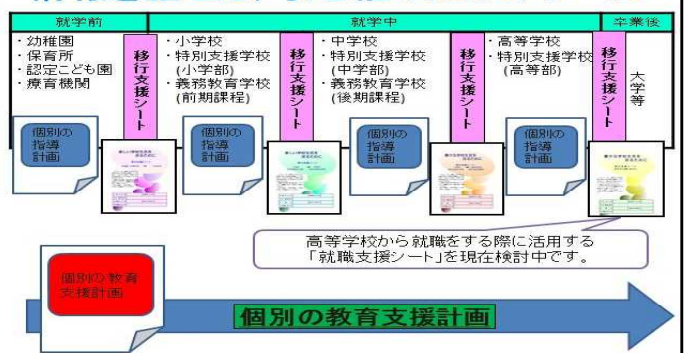 就学前
就学中
卒業後
・幼稚園
・保育所
・認定こども園
・療育機関
移行支援シート
・小学校
・特別支援学校
(小学部)
・義務教育学校
(前期課程)
移行支援シート
・中学校
・特別支援学校
(中学部)
・義務教育学校
(後期課程)
移行支援シート
・高等学校
・特別支援学校
(高等部)
移行支援シート
大学等
個別の
指導
計画
個別の
指導
計画
個別の
指導
計画
個別の
指導
計画
高等学校から就職をする際に活用する
「就職支援シート」を現在検討中です。
個別の教育
支援計画
個別の教育支援計画